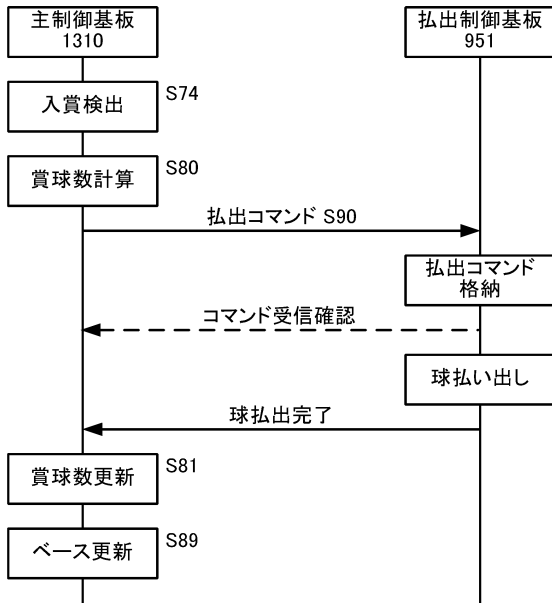 主制御基板
1310
払出制御基板
951
入賞検出
S74
賞球数計算
S80
払出コマンド S90
払出コマンド
格納
コマンド受信確認
球払い出し
球払出完了
賞球数更新
S81
ベース更新
S89